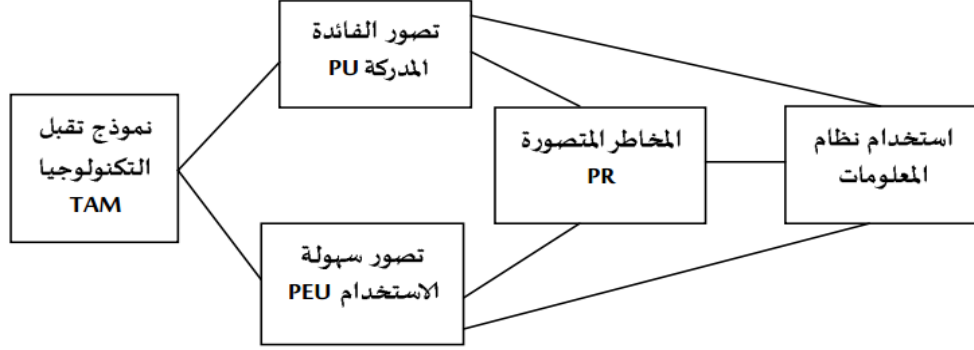 تصور الفائدة
المدركة PU
نموذج تقبل
التكنولوجيا
TAM
المخاطر المتصورة
PR
استخدام نظام
المعلومات
تصور سهولة
الاستخدام PEU